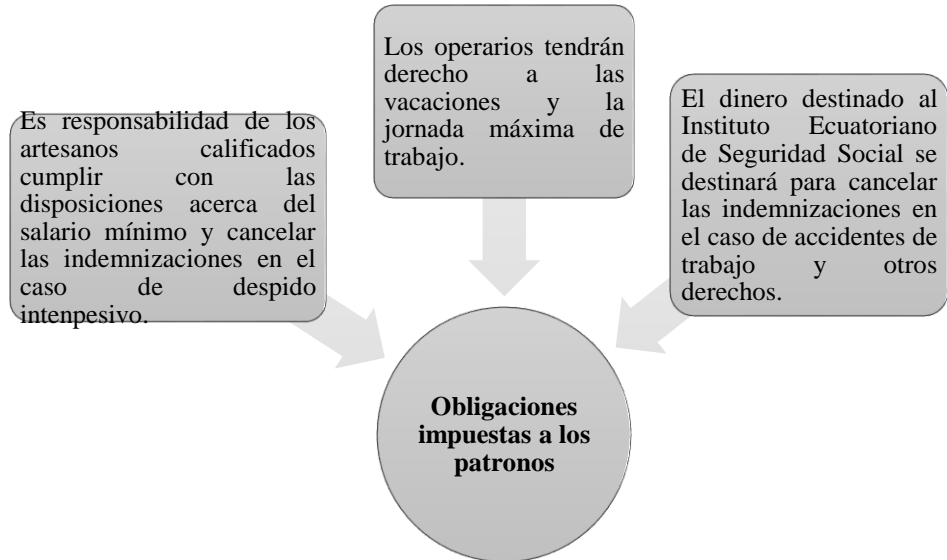 Es responsabilidad de los
artesanos calificados
cumplir con las
disposiciones acerca del
salario mínimo y cancelar
las indemnizaciones en el
caso de despido
intenpesivo.
Los operarios tendrán
derecho a las
vacaciones y la
jornada máxima de
trabajo.
El dinero destinado al
Instituto Ecuatoriano
de Seguridad Social se
destinará para cancelar
las indemnizaciones en
el caso de accidentes de
trabajo y otros
derechos.
Obligaciones
impuestas a los
patronos